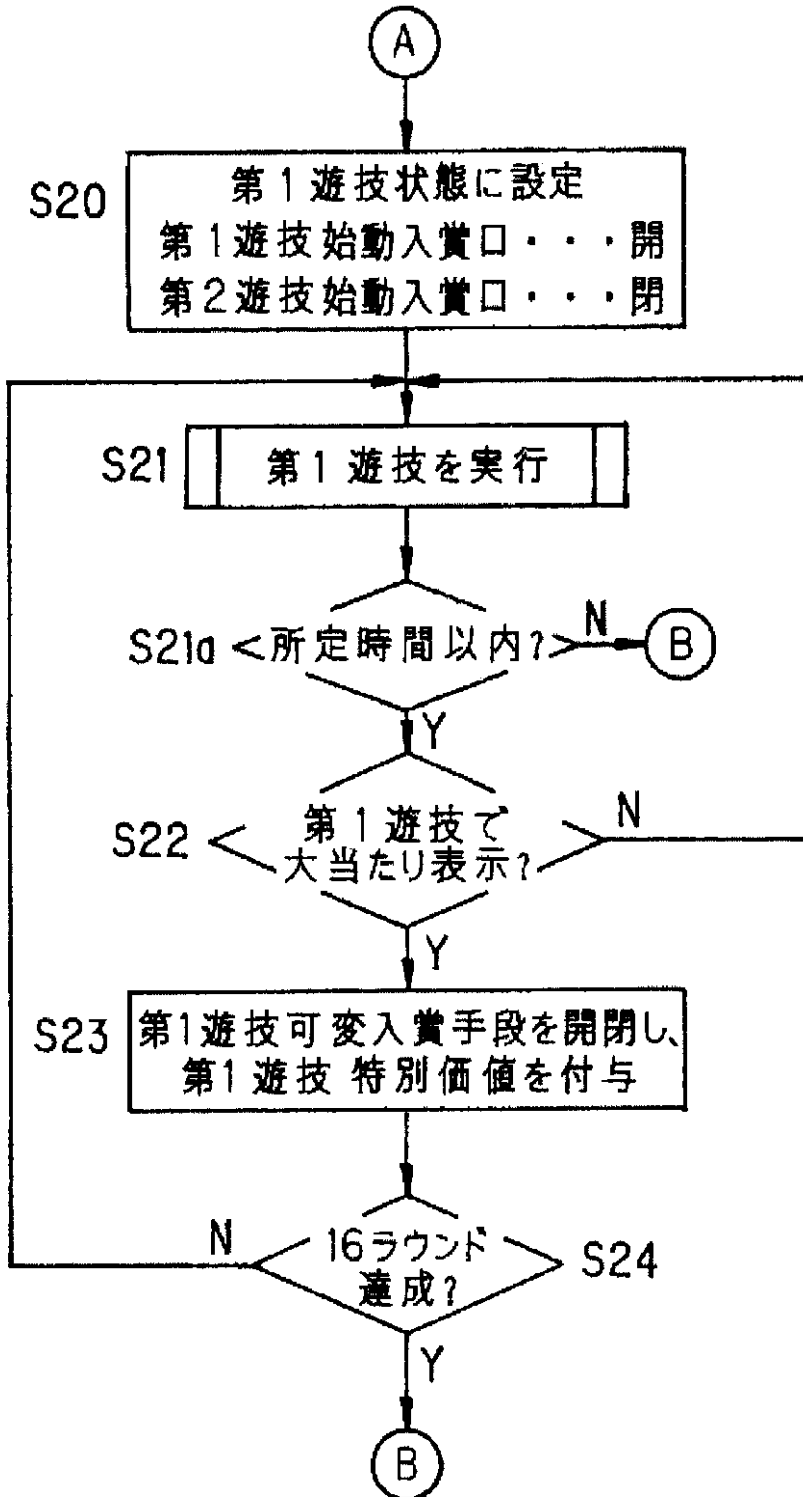 A
S20
第1遊技状態に設定
第1遊技始動入賞口・・・開
第2遊技始動入賞口・・・閉
S21
第1遊技を実行
S21a
所定時間以内?
N
B
Y
S22
第1遊技で
大当たり表示?
N
Y
S23
第1遊技可変入賞手段を開閉し、
第1遊技特別価値を付与
N
16ラウンド
達成?
S24
Y
B